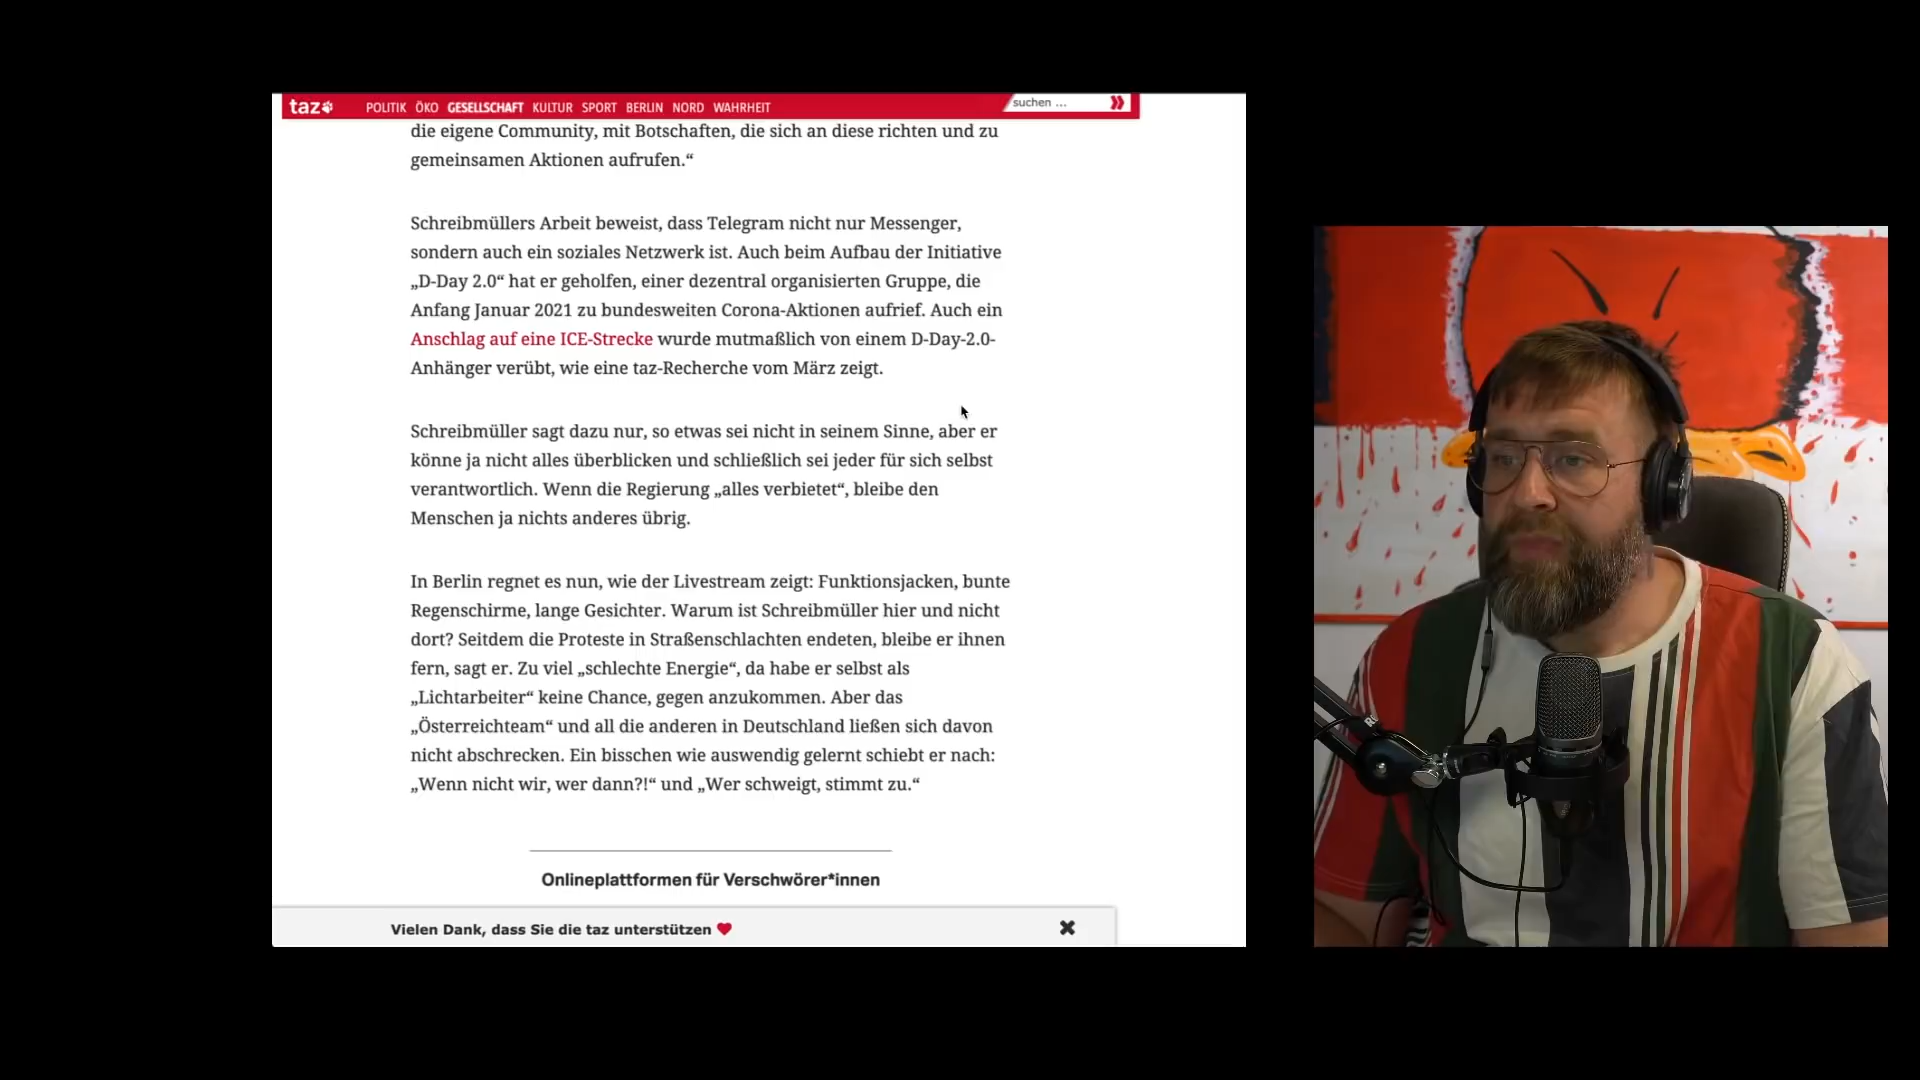 taz
POLITIK ÖKO GESELLSCHAFT KULTUR SPORT BERLIN NORD WAHRHEIT
suchen ...
die eigene Community, mit Botschaften, die sich an diese richten und zu
gemeinsamen Aktionen aufrufen.“
Schreibmüllers Arbeit beweist, dass Telegram nicht nur Messenger,
sondern auch ein soziales Netzwerk ist. Auch beim Aufbau der Initiative
„D-Day 2.0“ hat er geholfen, einer dezentral organisierten Gruppe, die
Anfang Januar 2021 zu bundesweiten Corona-Aktionen aufrief. Auch ein
Anschlag auf eine ICE-Strecke wurde mutmaßlich von einem D-Day-2.0-
Anhänger verübt, wie eine taz-Recherche vom März zeigt.
Schreibmüller sagt dazu nur, so etwas sei nicht in seinem Sinne, aber er
könne ja nicht alles überblicken und schließlich sei jeder für sich selbst
verantwortlich. Wenn die Regierung „alles verbietet“, bleibe den
Menschen ja nichts anderes übrig.
In Berlin regnet es nun, wie der Livestream zeigt: Funktionsjacken, bunte
Regenschirme, lange Gesichter. Warum ist Schreibmüller hier und nicht
dort? Seitdem die Proteste in Straßenschlachten endeten, bleibe er ihnen
fern, sagt er. Zu viel „schlechte Energie“, da habe er selbst als
„Lichtarbeiter“ keine Chance, gegen anzukommen. Aber das
„Österreichteam“ und all die anderen in Deutschland ließen sich davon
nicht abschrecken. Ein bisschen wie auswendig gelernt schiebt er nach:
„Wenn nicht wir, wer dann?!“ und „Wer schweigt, stimmt zu.“
Onlineplattformen für Verschwörer*innen
Vielen Dank, dass Sie die taz unterstützen